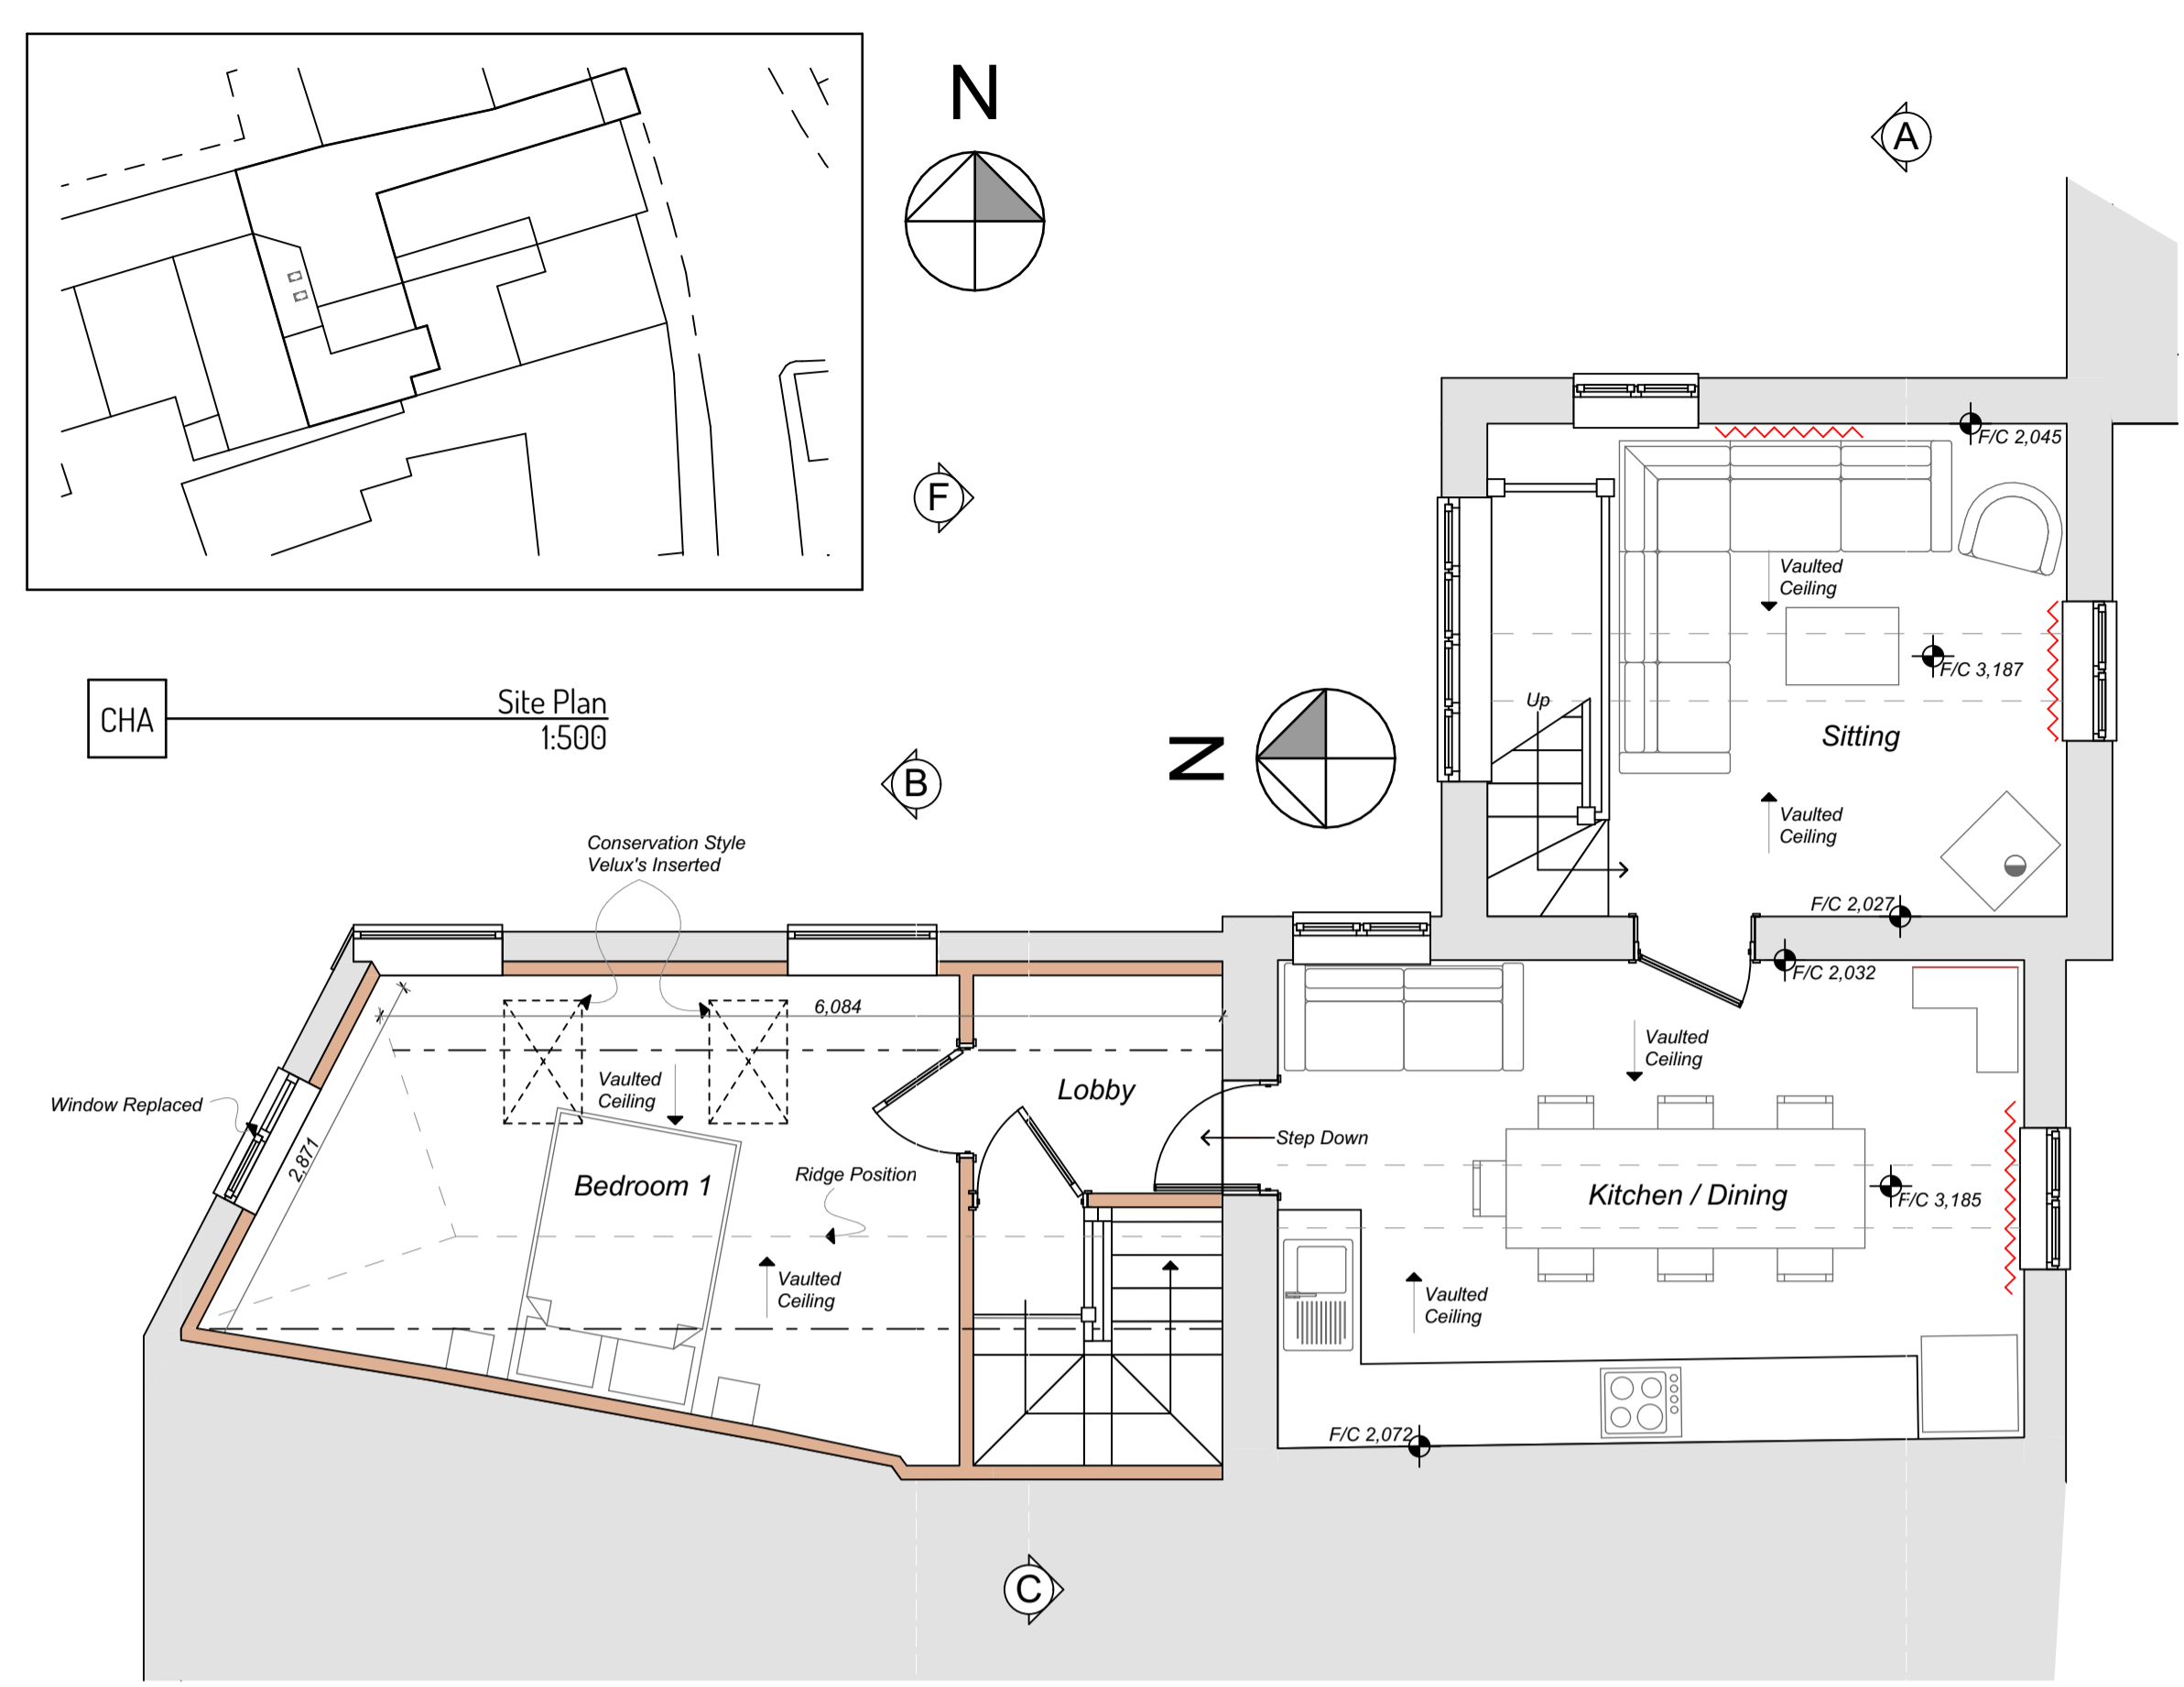 N
A
F
F/C 2,045
Vaulted
Ceiling
F/C 3,187
CHA
Site Plan
1:500
Up
Sitting
N
B
Vaulted
Ceiling
Conservation Style
Velux's Inserted
F/C 2,027
F/C 2,032
6,084
Vaulted
Ceiling
Window Replaced
Vaulted
Ceiling
Lobby
2,871
Step Down
Bedroom 1
Ridge Position
Kitchen / Dining
F/C 3,185
Vaulted
Ceiling
Vaulted
Ceiling
F/C 2,072
C